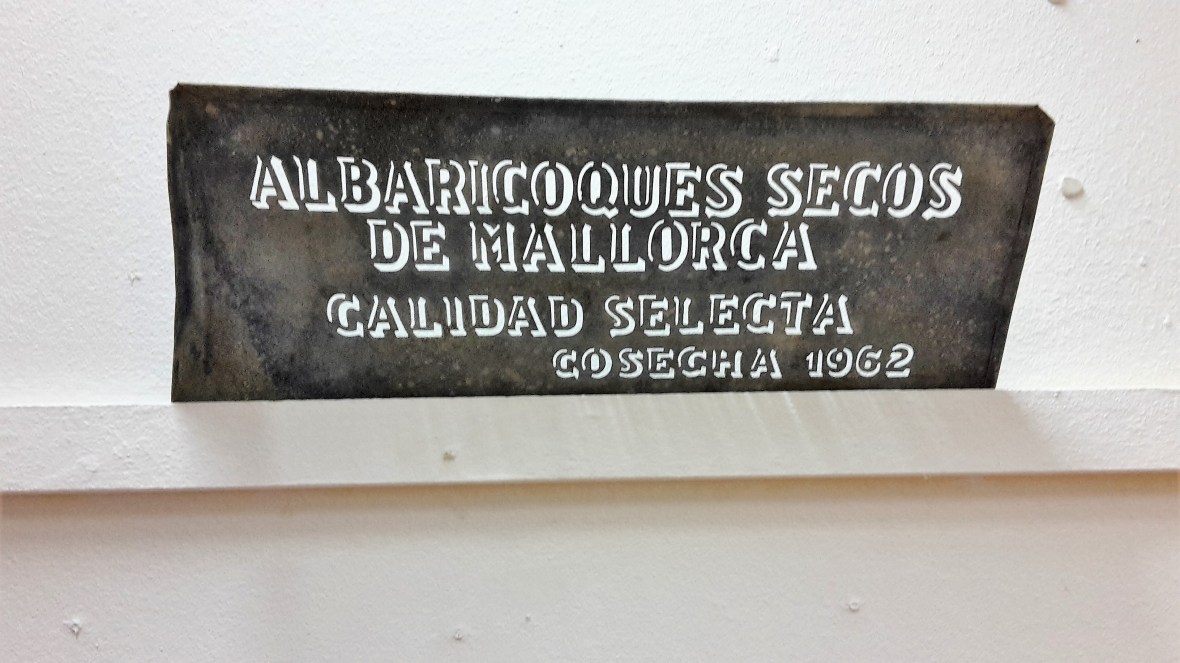 ALBARICOQUES SECOS
DE MALLORCA
CALIDAD SELECTA
COSECHA 1962